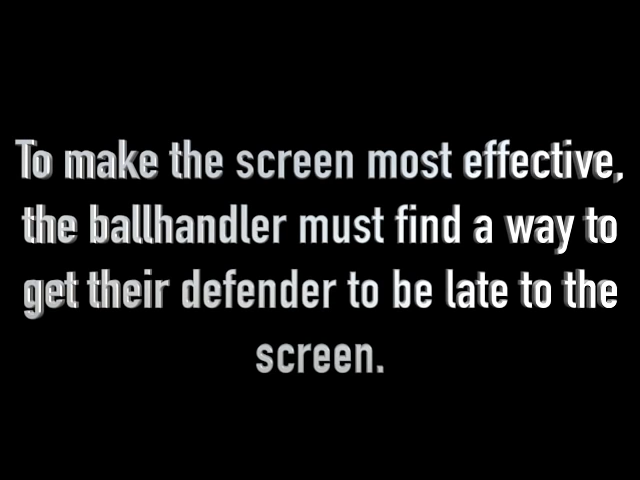 To make the screen most effective,
the ballhandler must find a way to
get their defender to be late to the
screen.